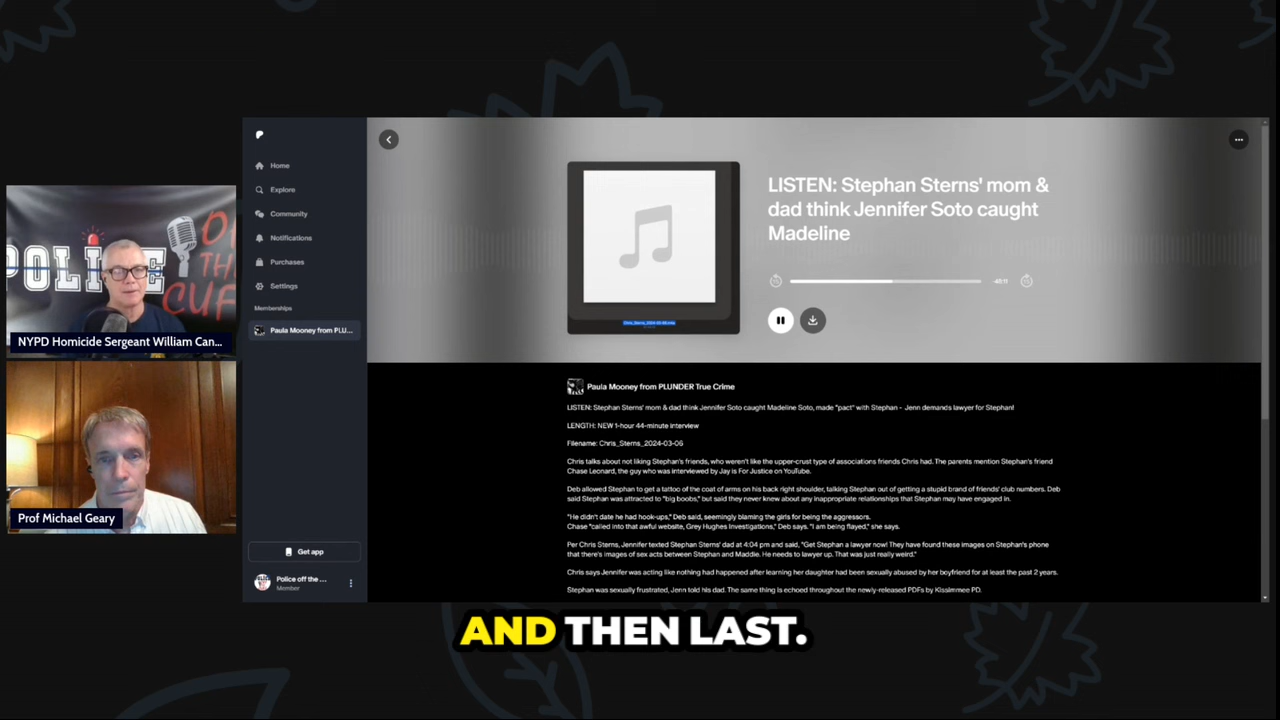 POLICE
OFF
THE
CUFF
NYPD Homicide Sergeant William Can...
Prof Michael Geary
Home
Explore
Community
Notifications
Purchases
Settings
Memberships
Paula Mooney from PLU...
Get app
Police off the ...
Member
LISTEN: Stephan Sterns' mom &
dad think Jennifer Soto caught
Madeline
Chris_Sterns_2024-03-06.m4a
Paula Mooney from PLUNDER True Crime
LISTEN: Stephan Sterns' mom & dad think Jennifer Soto caught Madeline Soto, made "pact" with Stephan - Jenn demands lawyer for Stephan!
LENGTH: NEW 1-hour 44-minute interview
Filename: Chris_Sterns_2024-03-06
Chris talks about not liking Stephan's friends, who weren't like the upper-crust type of associations friends Chris had. The parents mention Stephan's friend
Chase Leonard, the guy who was interviewed by Jay is For Justice on YouTube.
Deb allowed Stephan to get a tattoo of the coat of arms on his back right shoulder, talking Stephan out of getting a stupid brand of friends' club numbers. Deb
said Stephan was attracted to "big boobs," but said they never knew about any inappropriate relationships that Stephan may have engaged in.
"He didn't date he had hook-ups," Deb said, seemingly blaming the girls for being the aggressors.
Chase "called into that awful website, Grey Hughes Investigations," Deb says. "I am being flayed," she says.
Per Chris Sterns, Jennifer texted Stephan Sterns' dad at 4:04 pm and said, "Get Stephan a lawyer now! They have found these images on Stephan's phone
that there's images of sex acts between Stephan and Maddie. He needs to lawyer up. That was just really weird."
Chris says Jennifer was acting like nothing had happened after learning her daughter had been sexually abused by her boyfriend for at least the past 2 years.
Stephan was sexually frustrated, Jenn told his dad. The same thing is echoed throughout the newly-released PDFs by Kissimmee PD.
AND THEN LAST.